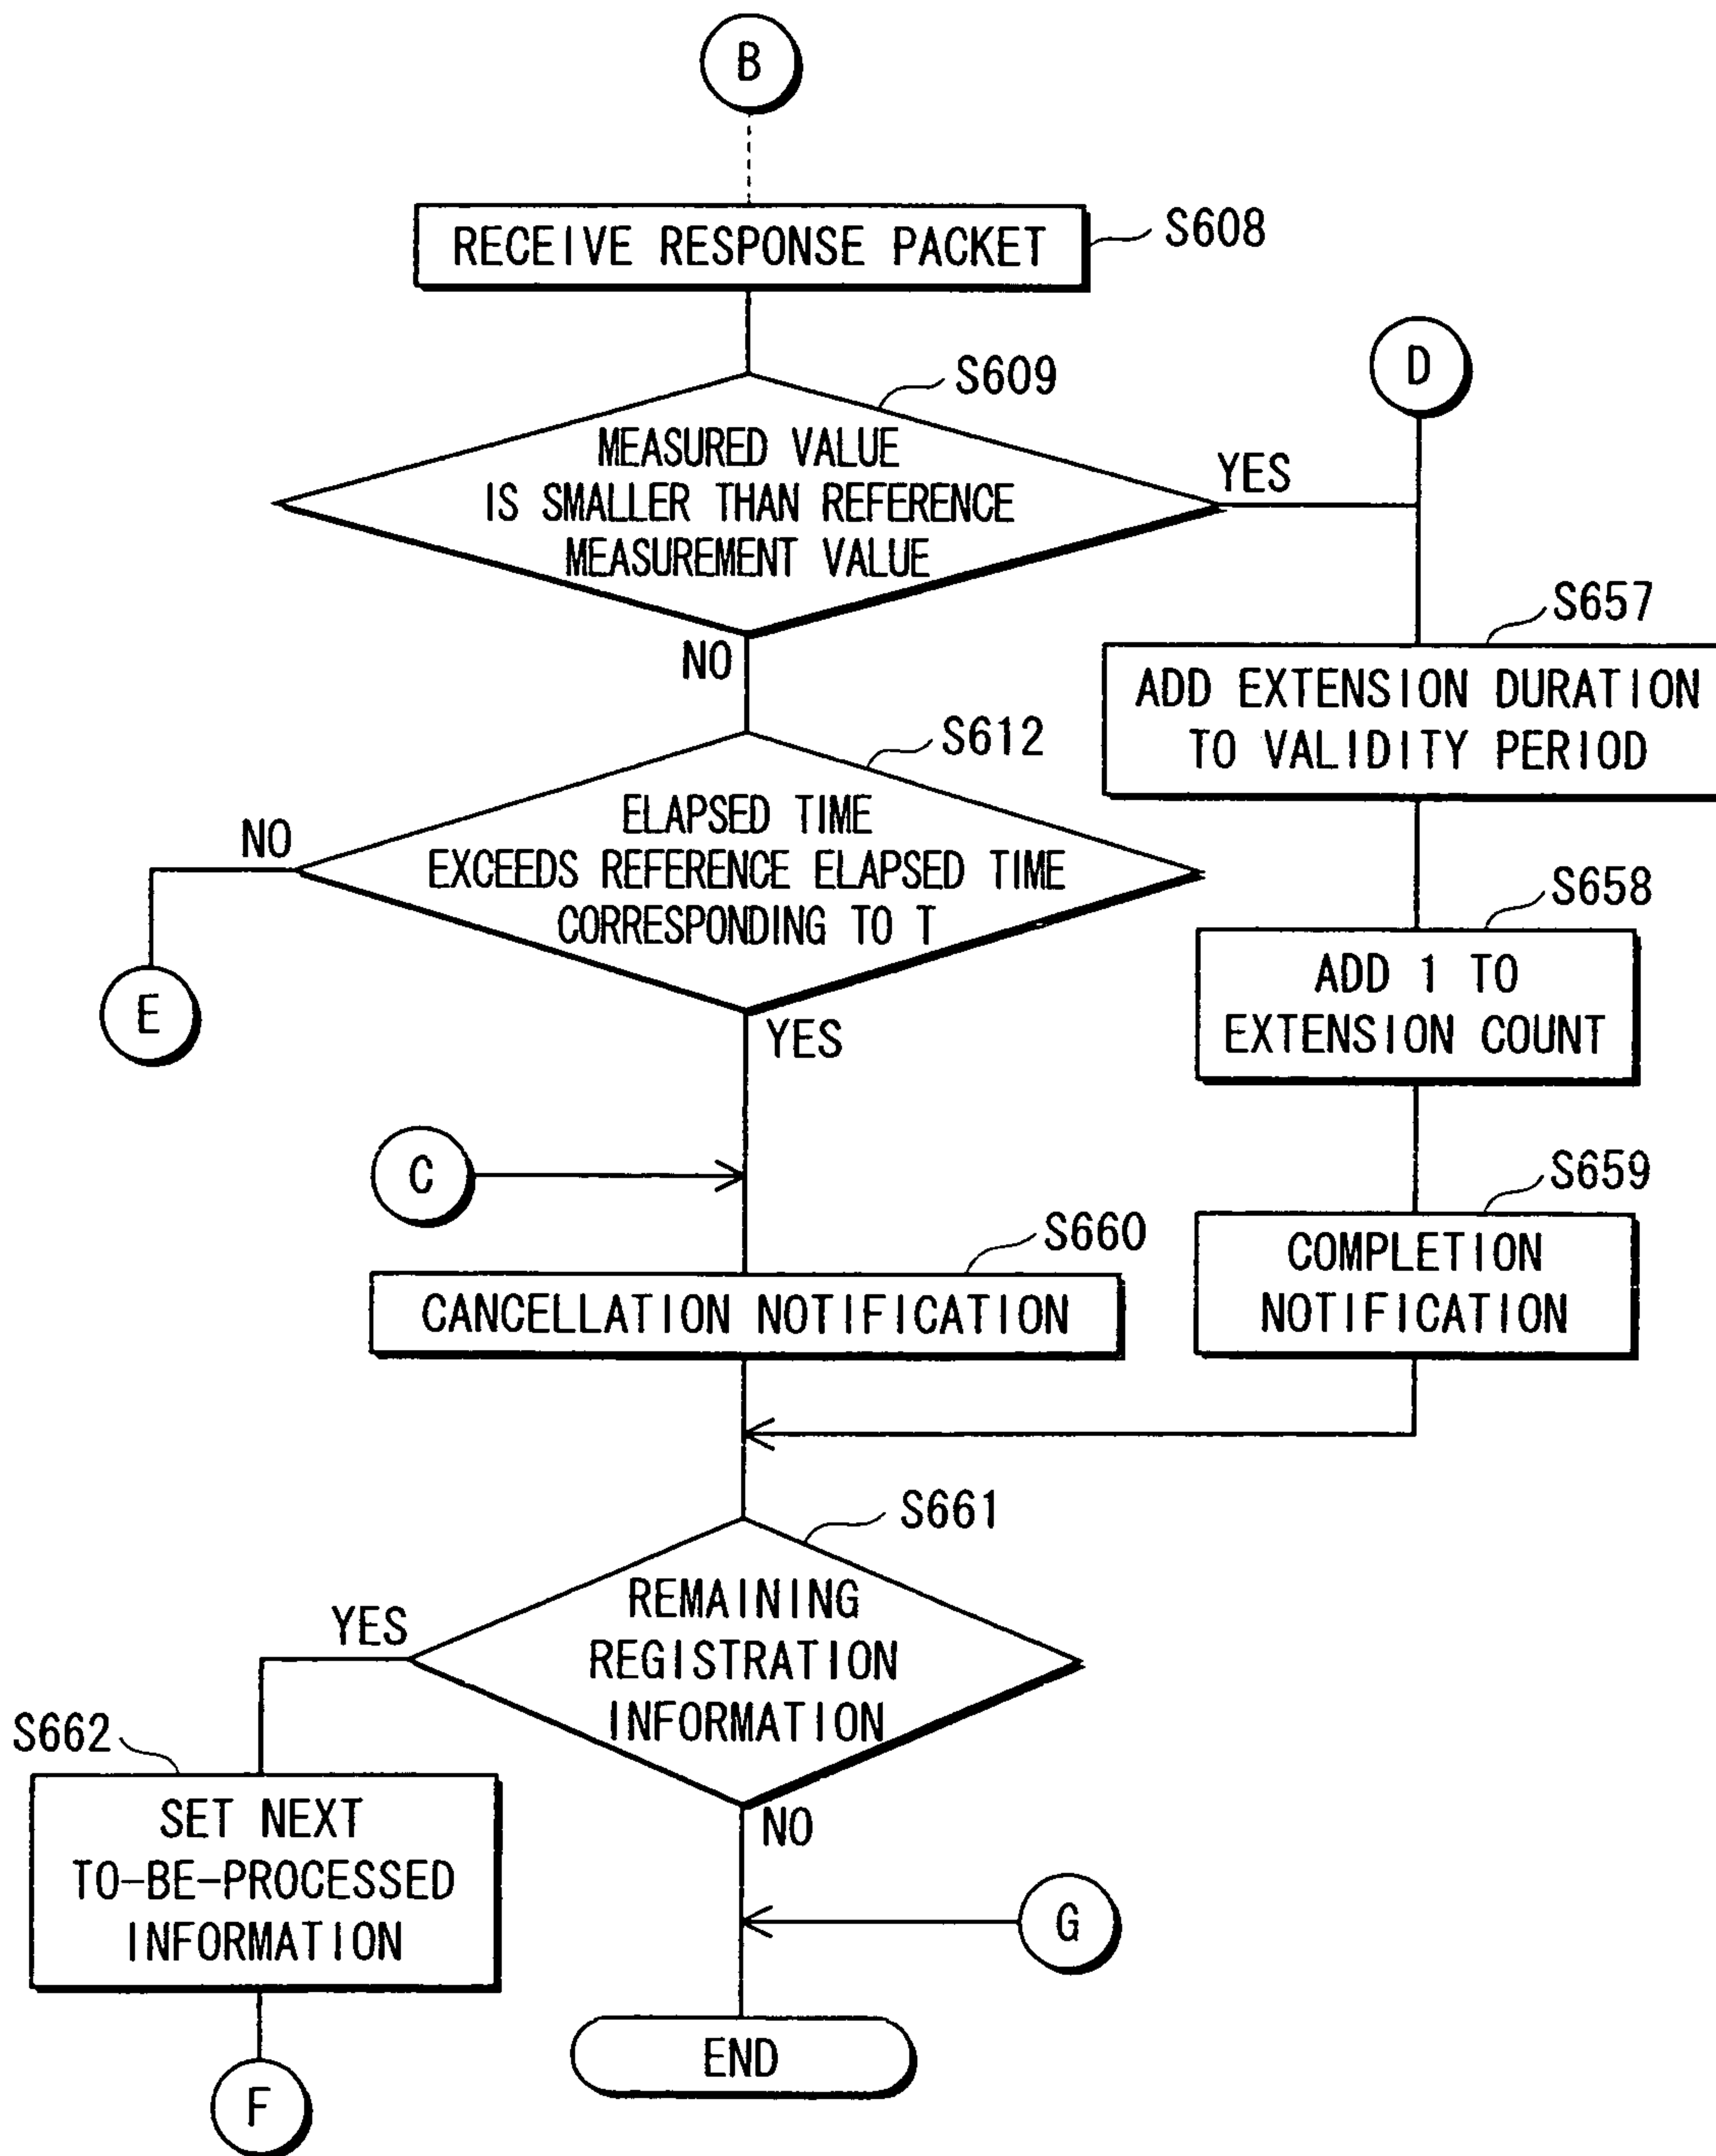 B
RECEIVE RESPONSE PACKET
S608
S609
MEASURED VALUE
IS SMALLER THAN REFERENCE
MEASUREMENT VALUE
YES
D
NO
S657
ADD EXTENSION DURATION
TO VALIDITY PERIOD
S612
ELAPSED TIME
EXCEEDS REFERENCE ELAPSED TIME
CORRESPONDING TO T
NO
E
YES
S658
ADD 1 TO
EXTENSION COUNT
C
S659
COMPLETION
NOTIFICATION
S660
CANCELLATION NOTIFICATION
S661
REMAINING
REGISTRATION
INFORMATION
YES
S662
SET NEXT
TO-BE-PROCESSED
INFORMATION
NO
G
END
F